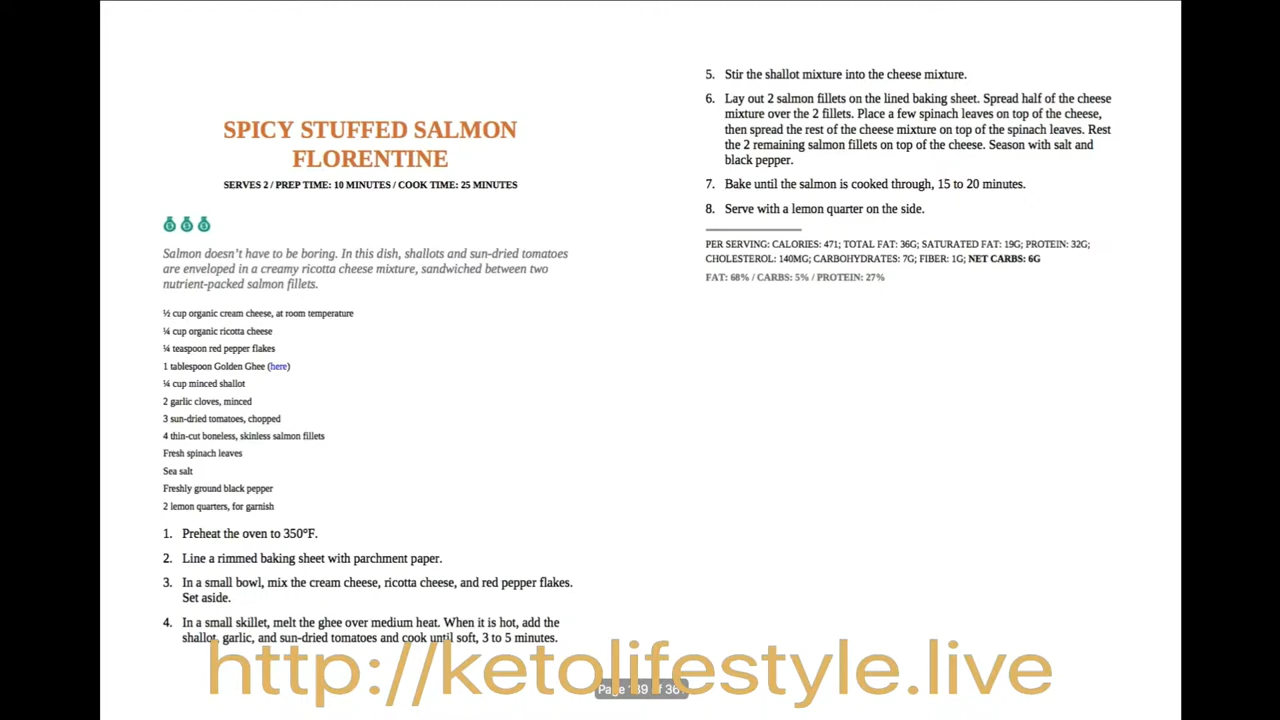 SPICY STUFFED SALMON
FLORENTINE
SERVES 2 / PREP TIME: 10 MINUTES / COOK TIME: 25 MINUTES
Salmon doesn't have to be boring. In this dish, shallots and sun-dried tomatoes
are enveloped in a creamy ricotta cheese mixture, sandwiched between two
nutrient-packed salmon fillets.
½ cup organic cream cheese, at room temperature
¼ cup organic ricotta cheese
¼ teaspoon red pepper flakes
1 tablespoon Golden Ghee (here)
¼ cup minced shallot
2 garlic cloves, minced
3 sun-dried tomatoes, chopped
4 thin-cut boneless, skinless salmon fillets
Fresh spinach leaves
Sea salt
Freshly ground black pepper
2 lemon quarters, for garnish
1. Preheat the oven to 350°F.
2. Line a rimmed baking sheet with parchment paper.
3. In a small bowl, mix the cream cheese, ricotta cheese, and red pepper flakes.
Set aside.
4. In a small skillet, melt the ghee over medium heat. When it is hot, add the
shallot, garlic, and sun-dried tomatoes and cook until soft, 3 to 5 minutes.
5. Stir the shallot mixture into the cheese mixture.
6. Lay out 2 salmon fillets on the lined baking sheet. Spread half of the cheese
mixture over the 2 fillets. Place a few spinach leaves on top of the cheese,
then spread the rest of the cheese mixture on top of the spinach leaves. Rest
the 2 remaining salmon fillets on top of the cheese. Season with salt and
black pepper.
7. Bake until the salmon is cooked through, 15 to 20 minutes.
8. Serve with a lemon quarter on the side.
PER SERVING: CALORIES: 471; TOTAL FAT: 36G; SATURATED FAT: 19G; PROTEIN: 32G;
CHOLESTEROL: 140MG; CARBOHYDRATES: 7G; FIBER: 1G; NET CARBS: 6G
FAT: 68% / CARBS: 5% / PROTEIN: 27%
http://ketolifestyle.live
Page of